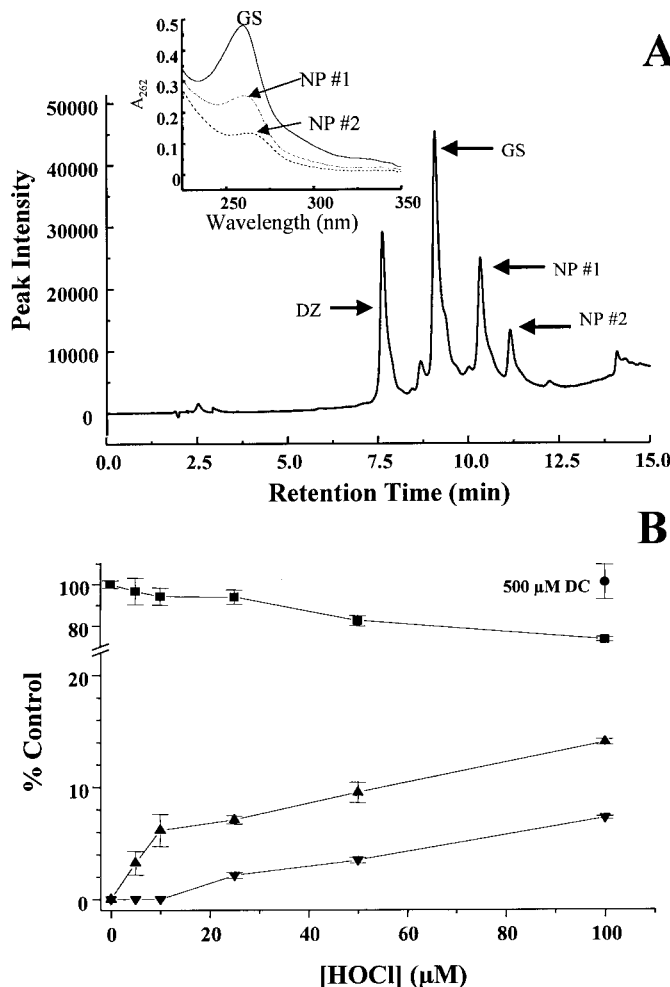 A
GS
0.5
0.4
0.3
0.2
0.1
0
A262
NP #1
NP #2
250 300 350
Wavelength (nm)
50000
40000
30000
20000
10000
0
Peak Intensity
GS
DZ
NP #1
NP #2
0.0 2.5 5.0 7.5 10.0 12.5 15.0
Retention Time (min)
B
100
80
20
10
0
% Control
500 µM DC
0 20 40 60 80 100
[HOCl] (µM)